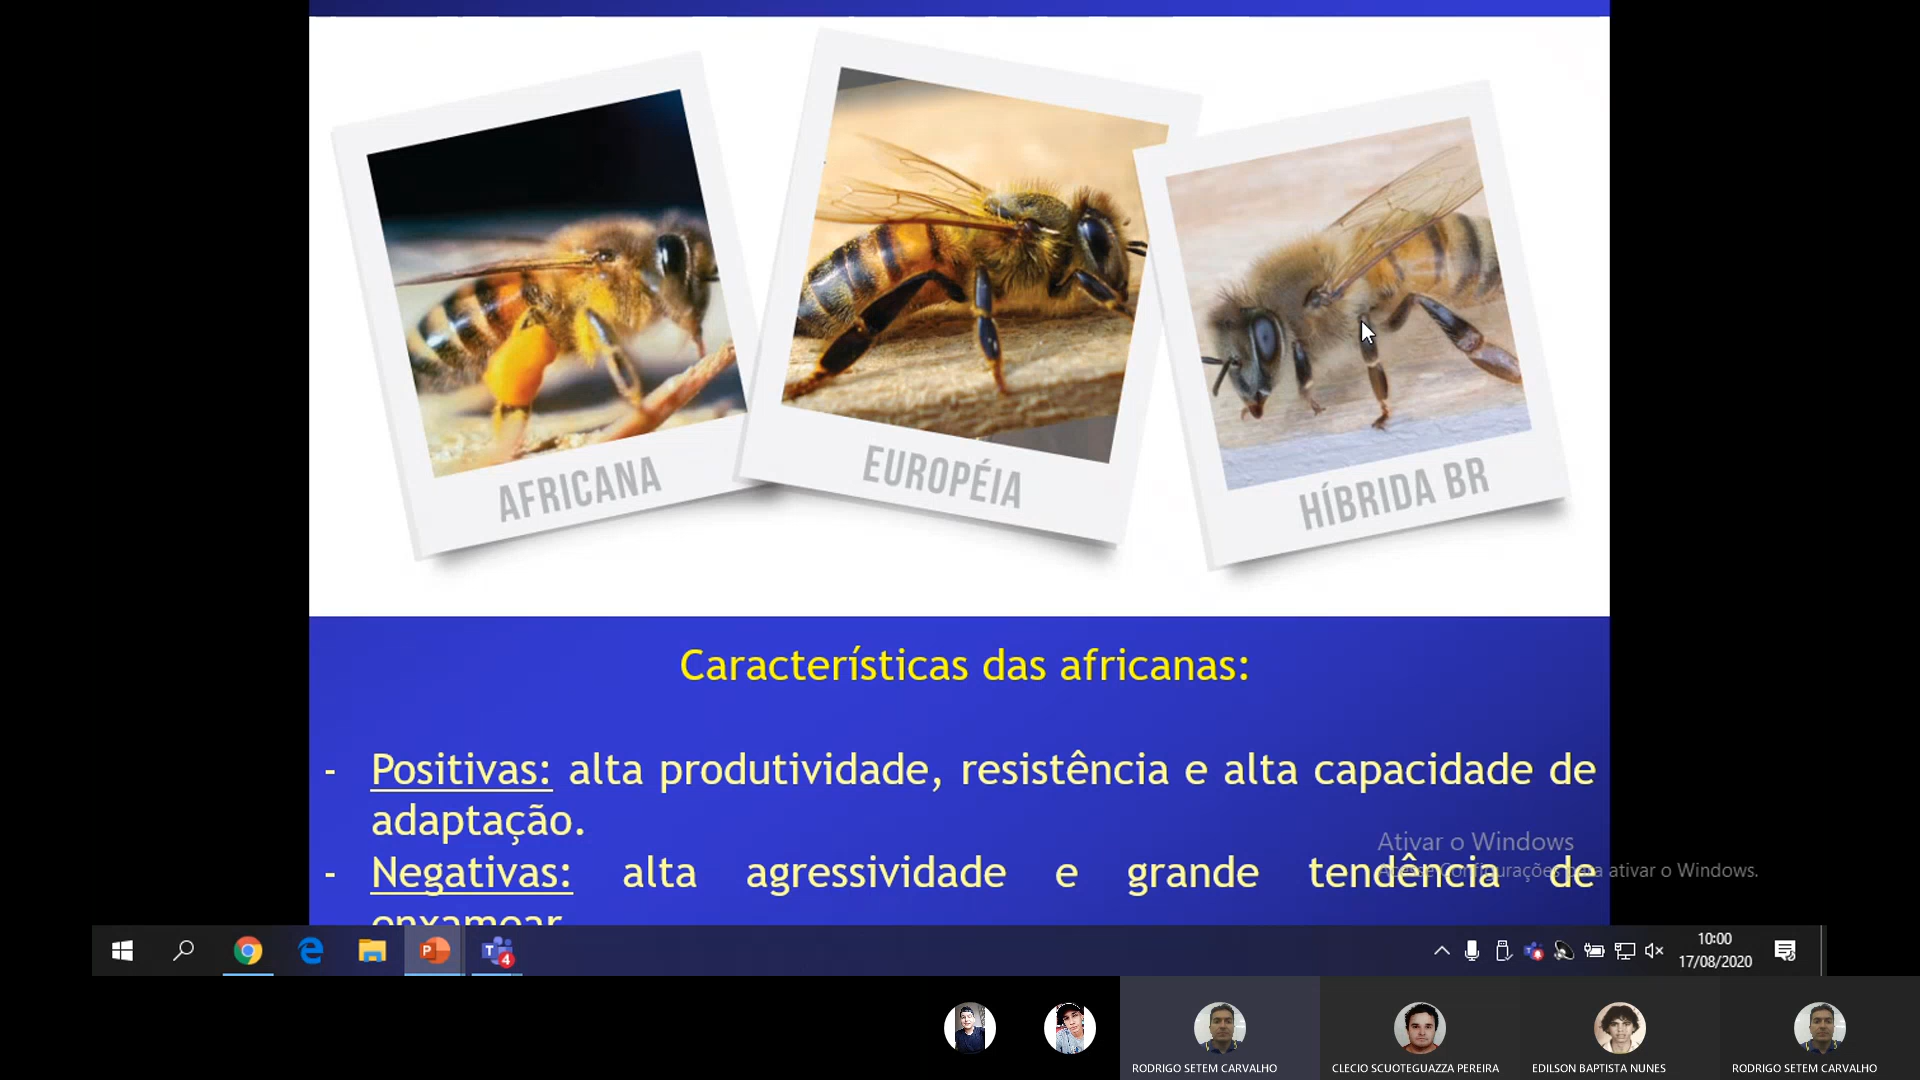 AFRICANA
EUROPÉIA
HÍBRIDA BR
Características das africanas:
- Positivas: alta produtividade, resistência e alta capacidade de
adaptação.
- Negativas: alta agressividade e grande tendência de
enxamear
Ativar o Windows
Acesse Configurações para ativar o Windows.
4
10:00
17/08/2020
RODRIGO SETEM CARVALHO
CLECIO SCUOTEGUAZZA PEREIRA
EDILSON BAPTISTA NUNES
RODRIGO SETEM CARVALHO